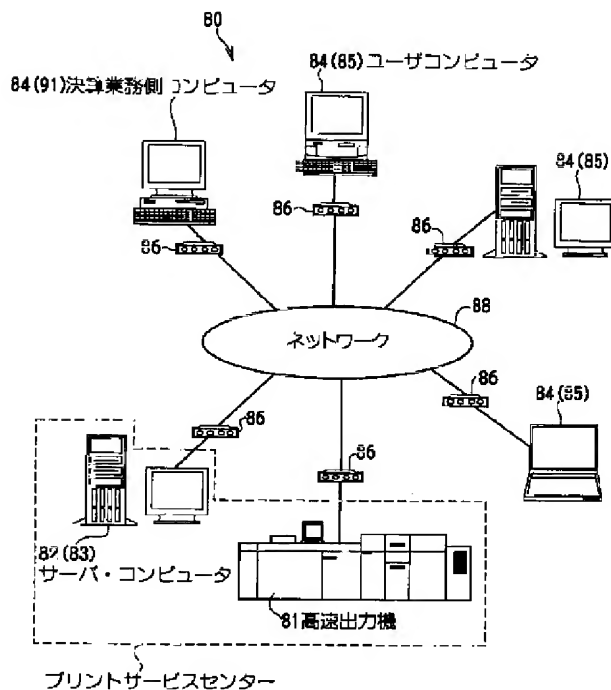 80
84(91)決算業務側コンピュータ
84(85)ユーザコンピュータ
84(85)
86
86
86
88
ネットワーク
86
84(85)
86
86
82(83)
サーバ・コンピュータ
81高速出力機
プリントサービスセンター